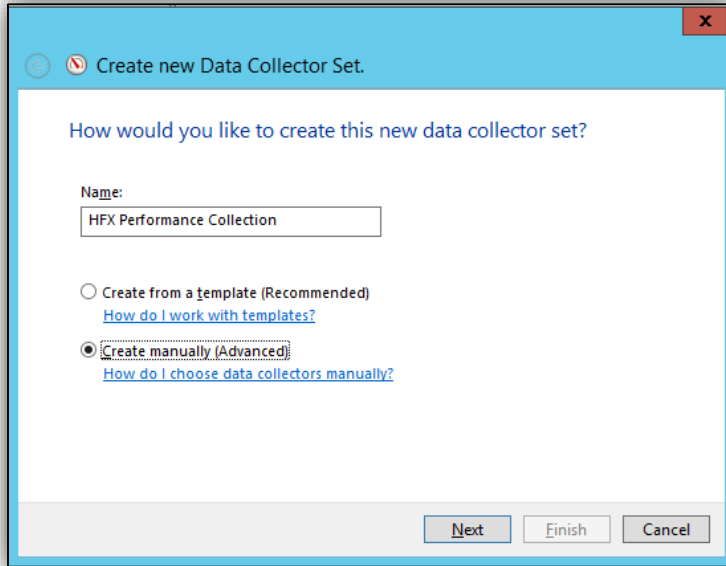 x
Create new Data Collector Set.
How would you like to create this new data collector set?
Name:
HFX Performance Collection
Create from a template (Recommended)
How do I work with templates?
Create manually (Advanced)
How do I choose data collectors manually?
Next Finish Cancel